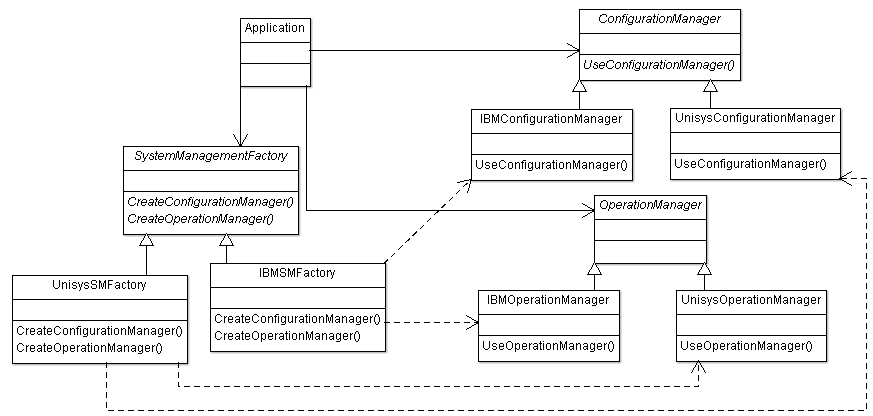 Application
ConfigurationManager
UseConfigurationManager()
IBMConfigurationManager
UseConfigurationManager()
UnisysConfigurationManager
UseConfigurationManager()
SystemManagementFactory
CreateConfigurationManager()
CreateOperationManager()
OperationManager
UnisysSMFactory
CreateConfigurationManager()
CreateOperationManager()
IBMSMFactory
CreateConfigurationManager()
CreateOperationManager()
IBMOperationManager
UseOperationManager()
UnisysOperationManager
UseOperationManager()